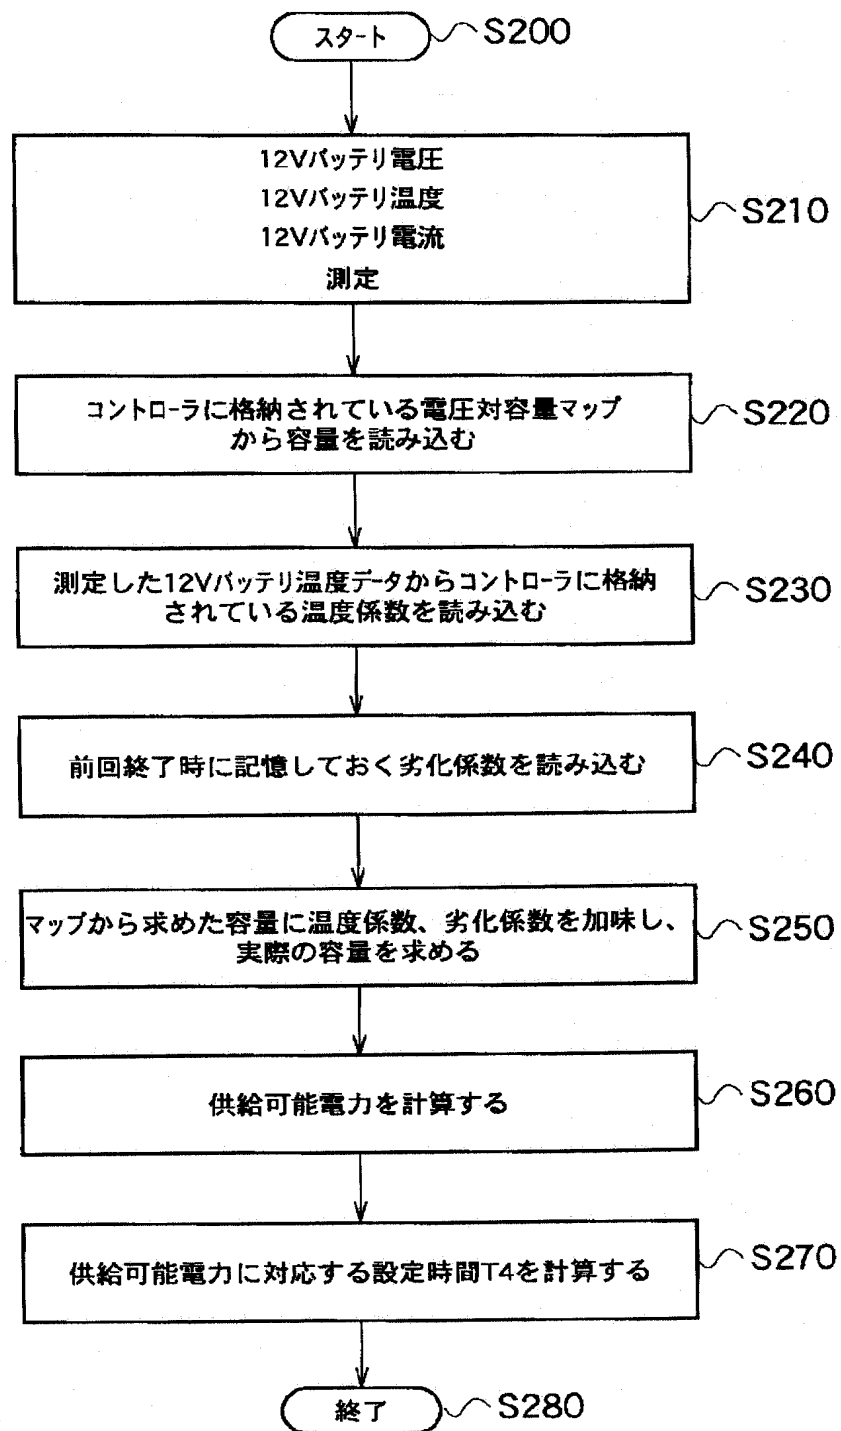 スタート
S200
12Vバッテリ電圧
12Vバッテリ温度
12Vバッテリ電流
測定
S210
コントローラに格納されている電圧対容量マップ
から容量を読み込む
S220
測定した12Vバッテリ温度データからコントローラに格納
されている温度係数を読み込む
S230
前回終了時に記憶しておく劣化係数を読み込む
S240
マップから求めた容量に温度係数、劣化係数を加味し、
実際の容量を求める
S250
供給可能電力を計算する
S260
供給可能電力に対応する設定時間T4を計算する
S270
終了
S280